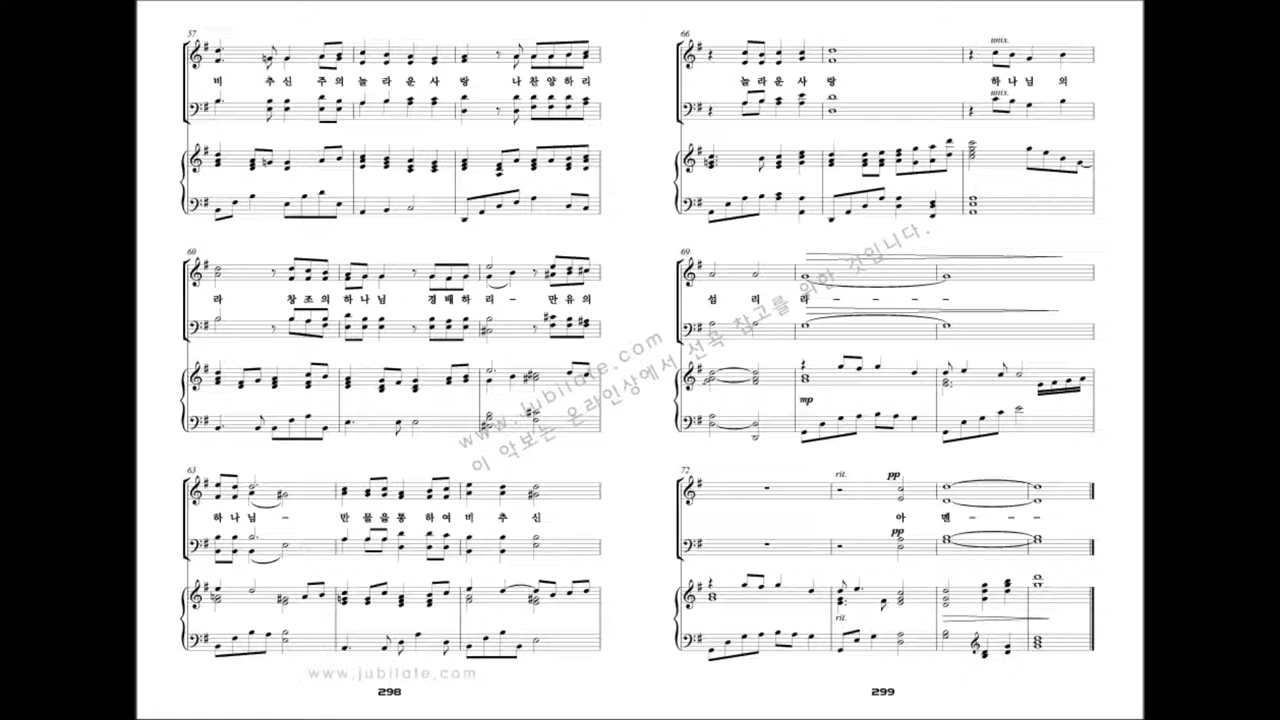 57
비 추 신 주 의 놀 라 운 사 랑 나 찬 양 하 리
60
라 창 조 의 하 나 님 경 배 하 리 - 만 유 의
63
하 나 님 - 만 물 을 통 하 여 비 추 신
www.jubilate.com
298
66
unis.
놀 라 운 사 랑 하 나 님 의
unis.
69
섭 리 라 - - - -
mp
72
rit.
pp
아 멘 - - -
pp
rit.
299
www.jubilate.com
이 악보는 온라인상에서 선곡 참고를 위한 것입니다.